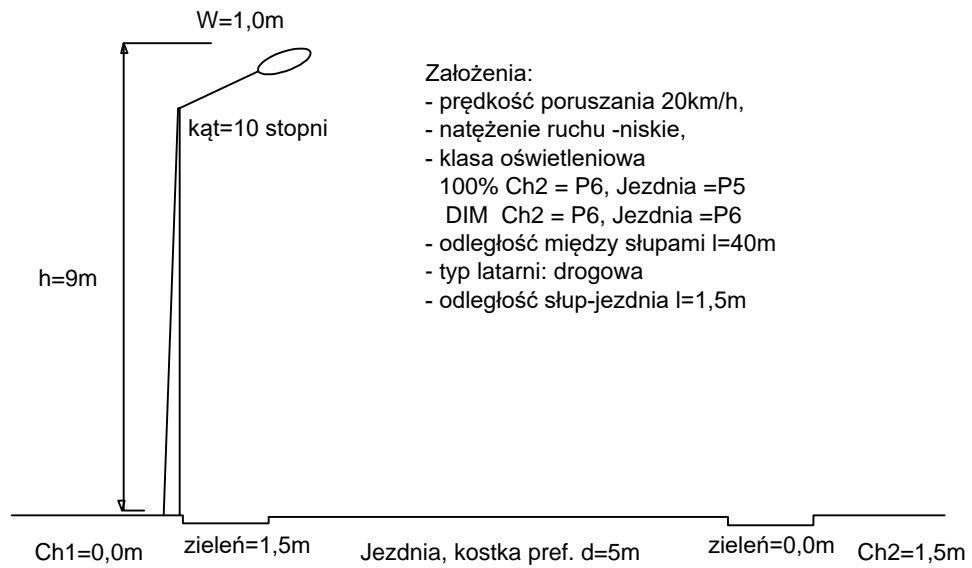 W=1,0m
kąt=10 stopni
h=9m
Założenia:
- prędkość poruszania 20km/h,
- natężenie ruchu -niskie,
- klasa oświetleniowa
100% Ch2 = P6, Jezdnia =P5
DIM Ch2 = P6, Jezdnia =P6
- odległość między słupami l=40m
- typ latarni: drogowa
- odległość słup-jezdnia l=1,5m
Ch1=0,0m
zieleń=1,5m
Jezdnia, kostka pref. d=5m
zieleń=0,0m
Ch2=1,5m